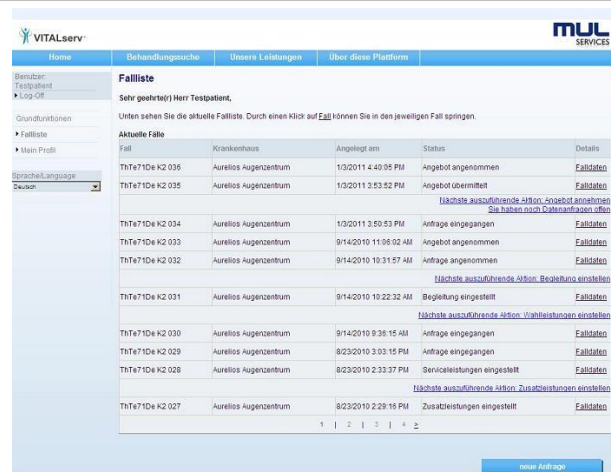 VITALserv
MUL
SERVICES
Home Behandlungssuche Unsere Leistungen Über diese Plattform
Benutzer:
Testpatient
Log-Off
Grundfunktionen
Fallliste
Mein Profil
Sprache/Language
Deutsch
Fallliste
Sehr geehrte(r) Herr Testpatient,
Unten sehen Sie die aktuelle Fallliste. Durch einen Klick auf Fall können Sie in den jeweiligen Fall springen.
Aktuelle Fälle
Fall Krankenhaus Angelegt am Status Details
ThTe71De K2 036 Aurelios Augenzentrum 1/3/2011 4:40:05 PM Angebot angenommen Falldaten
ThTe71De K2 035 Aurelios Augenzentrum 1/3/2011 3:53:52 PM Angebot übermittelt Falldaten
Nächste auszuführende Aktion: Angebot annehmen
Sie haben noch Datenanfragen offen
ThTe71De K2 034 Aurelios Augenzentrum 1/3/2011 3:50:53 PM Anfrage eingegangen Falldaten
ThTe71De K2 033 Aurelios Augenzentrum 9/14/2010 11:06:02 AM Angebot angenommen Falldaten
ThTe71De K2 032 Aurelios Augenzentrum 9/14/2010 10:31:57 AM Anfrage angenommen Falldaten
Nächste auszuführende Aktion: Begleitung einstellen
ThTe71De K2 031 Aurelios Augenzentrum 9/14/2010 10:22:32 AM Begleitung eingestellt Falldaten
Nächste auszuführende Aktion: Wahlleistungen einstellen
ThTe71De K2 030 Aurelios Augenzentrum 9/14/2010 9:36:15 AM Anfrage eingegangen Falldaten
ThTe71De K2 029 Aurelios Augenzentrum 8/23/2010 3:03:15 PM Anfrage eingegangen Falldaten
ThTe71De K2 028 Aurelios Augenzentrum 8/23/2010 2:33:37 PM Serviceleistungen eingestellt Falldaten
Nächste auszuführende Aktion: Zusatzleistungen einstellen
ThTe71De K2 027 Aurelios Augenzentrum 8/23/2010 2:29:16 PM Zusatzleistungen eingestellt Falldaten
1 | 2 | 3 | 4 >
neue Anfrage